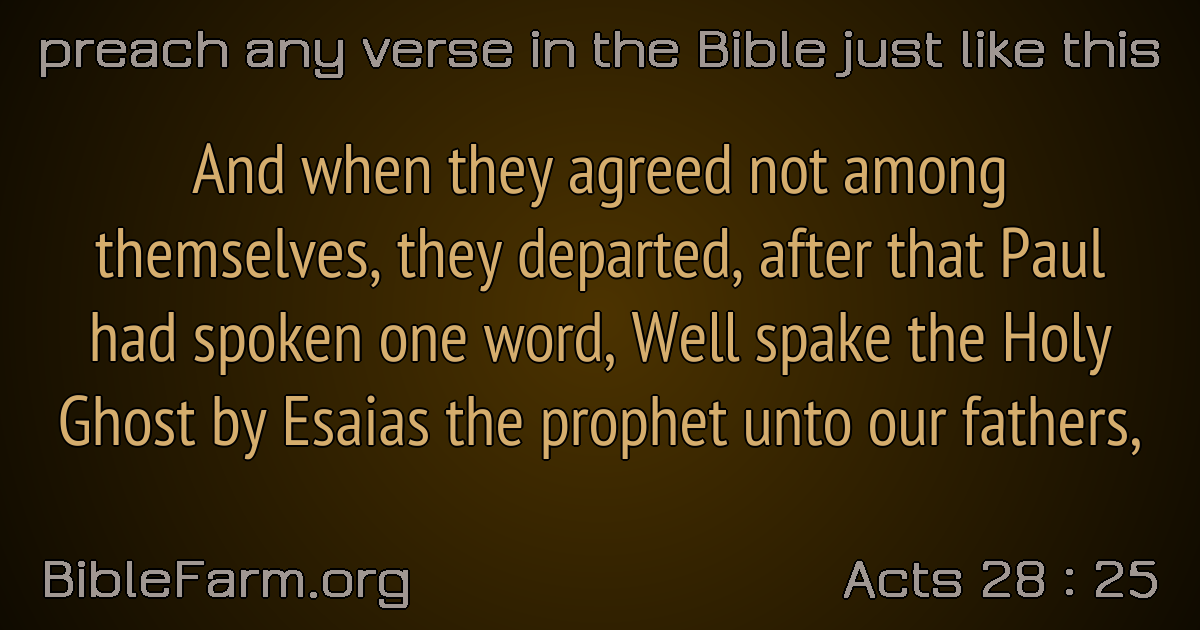 preach any verse in the Bible just like this
And when they agreed not among
themselves, they departed, after that Paul
had spoken one word, Well spake the Holy
Ghost by Esaias the prophet unto our fathers,
BibleFarm.org
Acts 28 : 25